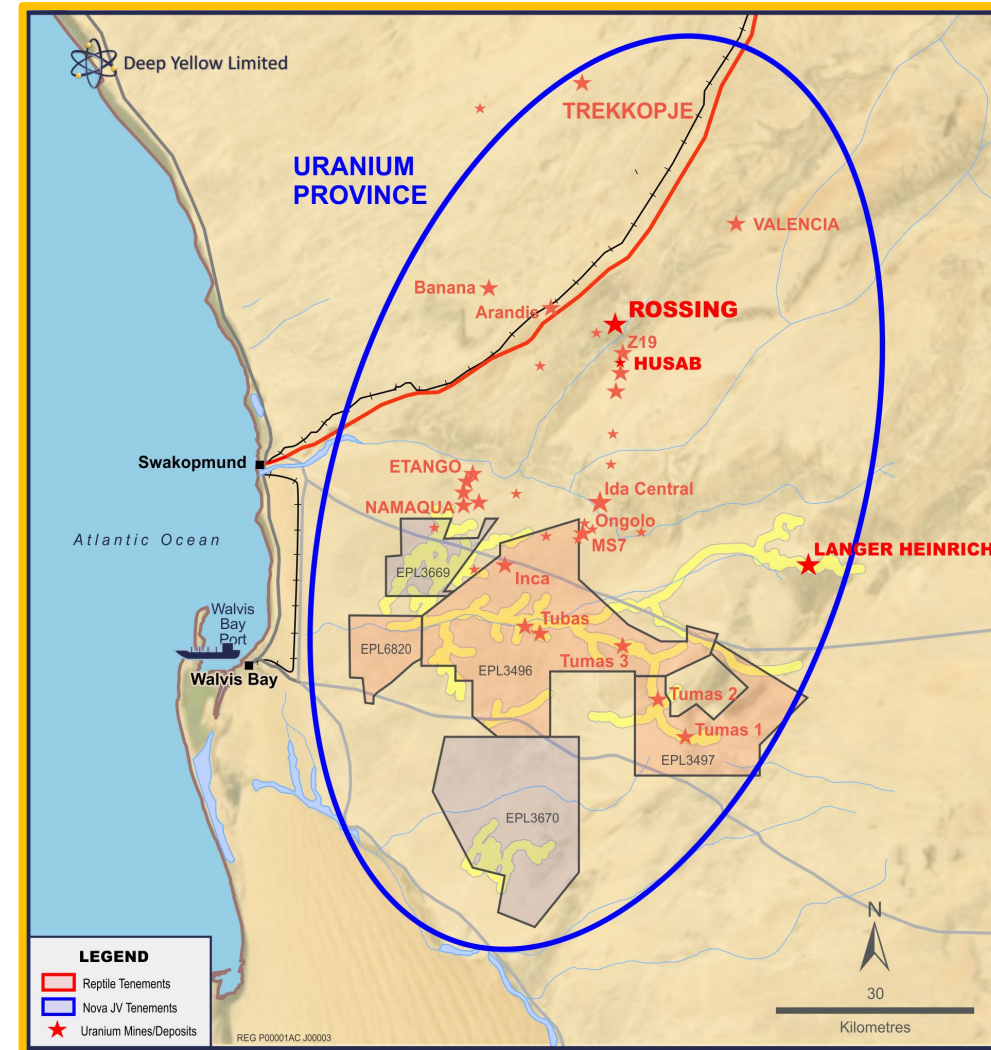 Deep Yellow Limited
TREKKOPJE
URANIUM
PROVINCE
VALENCIA
Banana
Arandis
ROSSING
Z19
HUSAB
Swakopmund
ETANGO
Ida Central
NAMAQUA
Ongolo
MS7
Atlantic Ocean
LANGER HEINRICH
EPL3669
Inca
Walvis
Bay
Port
Tubas
EPL6820
Tumas 3
EPL3496
Walvis Bay
Tumas 2
Tumas 1
EPL3497
EPL3670
N
LEGEND
Reptile Tenements
Nova JV Tenements
Uranium Mines/Deposits
REG P00001AC J00003
30
Kilometres